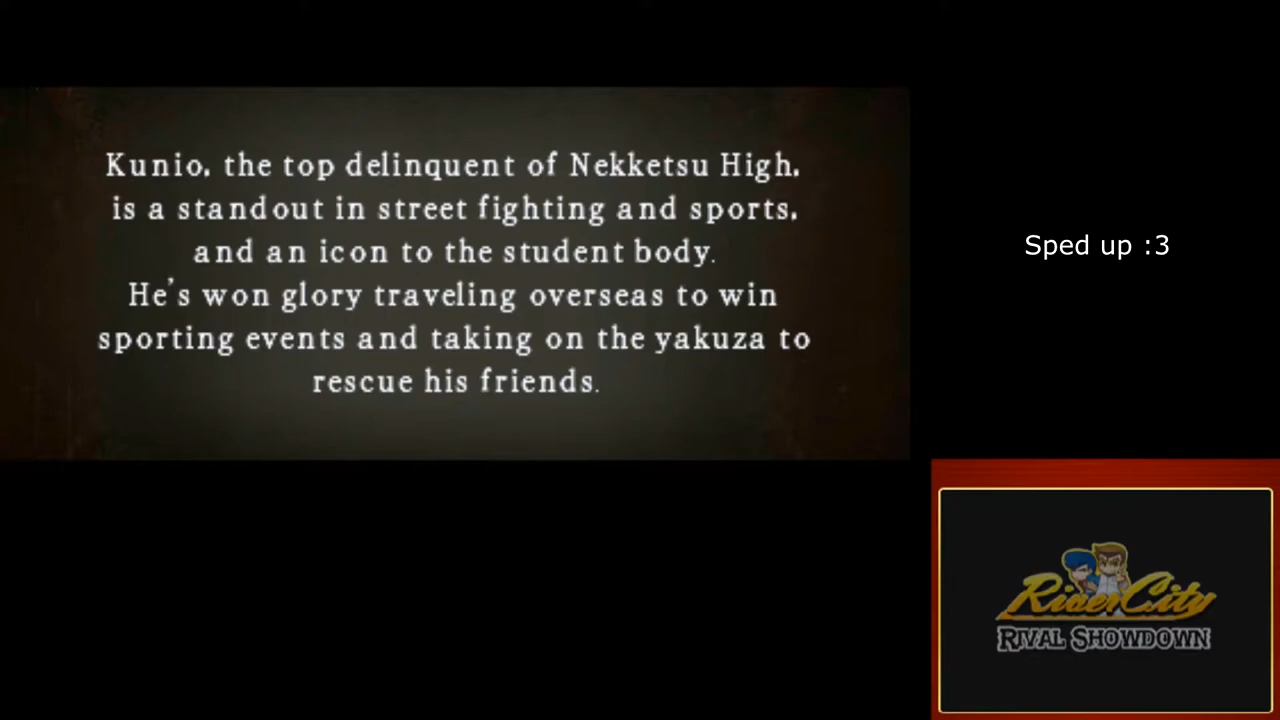 Kunio, the top delinquent of Nekketsu High,
is a standout in street fighting and sports,
and an icon to the student body.
He's won glory traveling overseas to win
sporting events and taking on the yakuza to
rescue his friends.
Sped up :3
River City
RIVAL SHOWDOWN